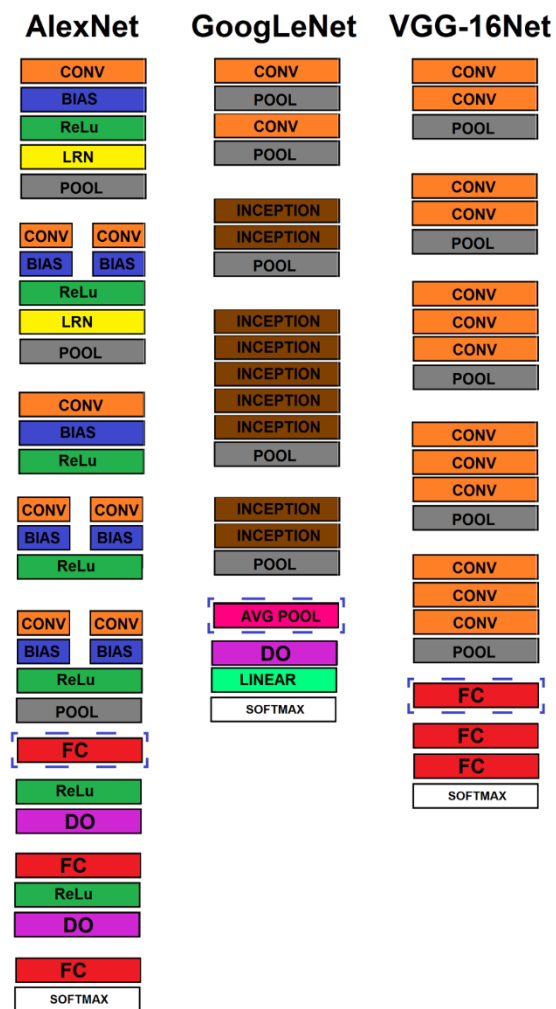 AlexNet
CONV
BIAS
ReLu
LRN
POOL
CONV CONV
BIAS BIAS
ReLu
LRN
POOL
CONV
BIAS
ReLu
CONV CONV
BIAS BIAS
ReLu
CONV CONV
BIAS BIAS
ReLu
POOL
FC
ReLu
DO
FC
ReLu
DO
FC
SOFTMAX
GoogLeNet
CONV
POOL
CONV
POOL
INCEPTION
INCEPTION
POOL
INCEPTION
INCEPTION
INCEPTION
INCEPTION
INCEPTION
POOL
INCEPTION
INCEPTION
POOL
AVG POOL
DO
LINEAR
SOFTMAX
VGG-16Net
CONV
CONV
POOL
CONV
CONV
POOL
CONV
CONV
CONV
POOL
CONV
CONV
CONV
POOL
CONV
CONV
CONV
POOL
FC
FC
FC
SOFTMAX